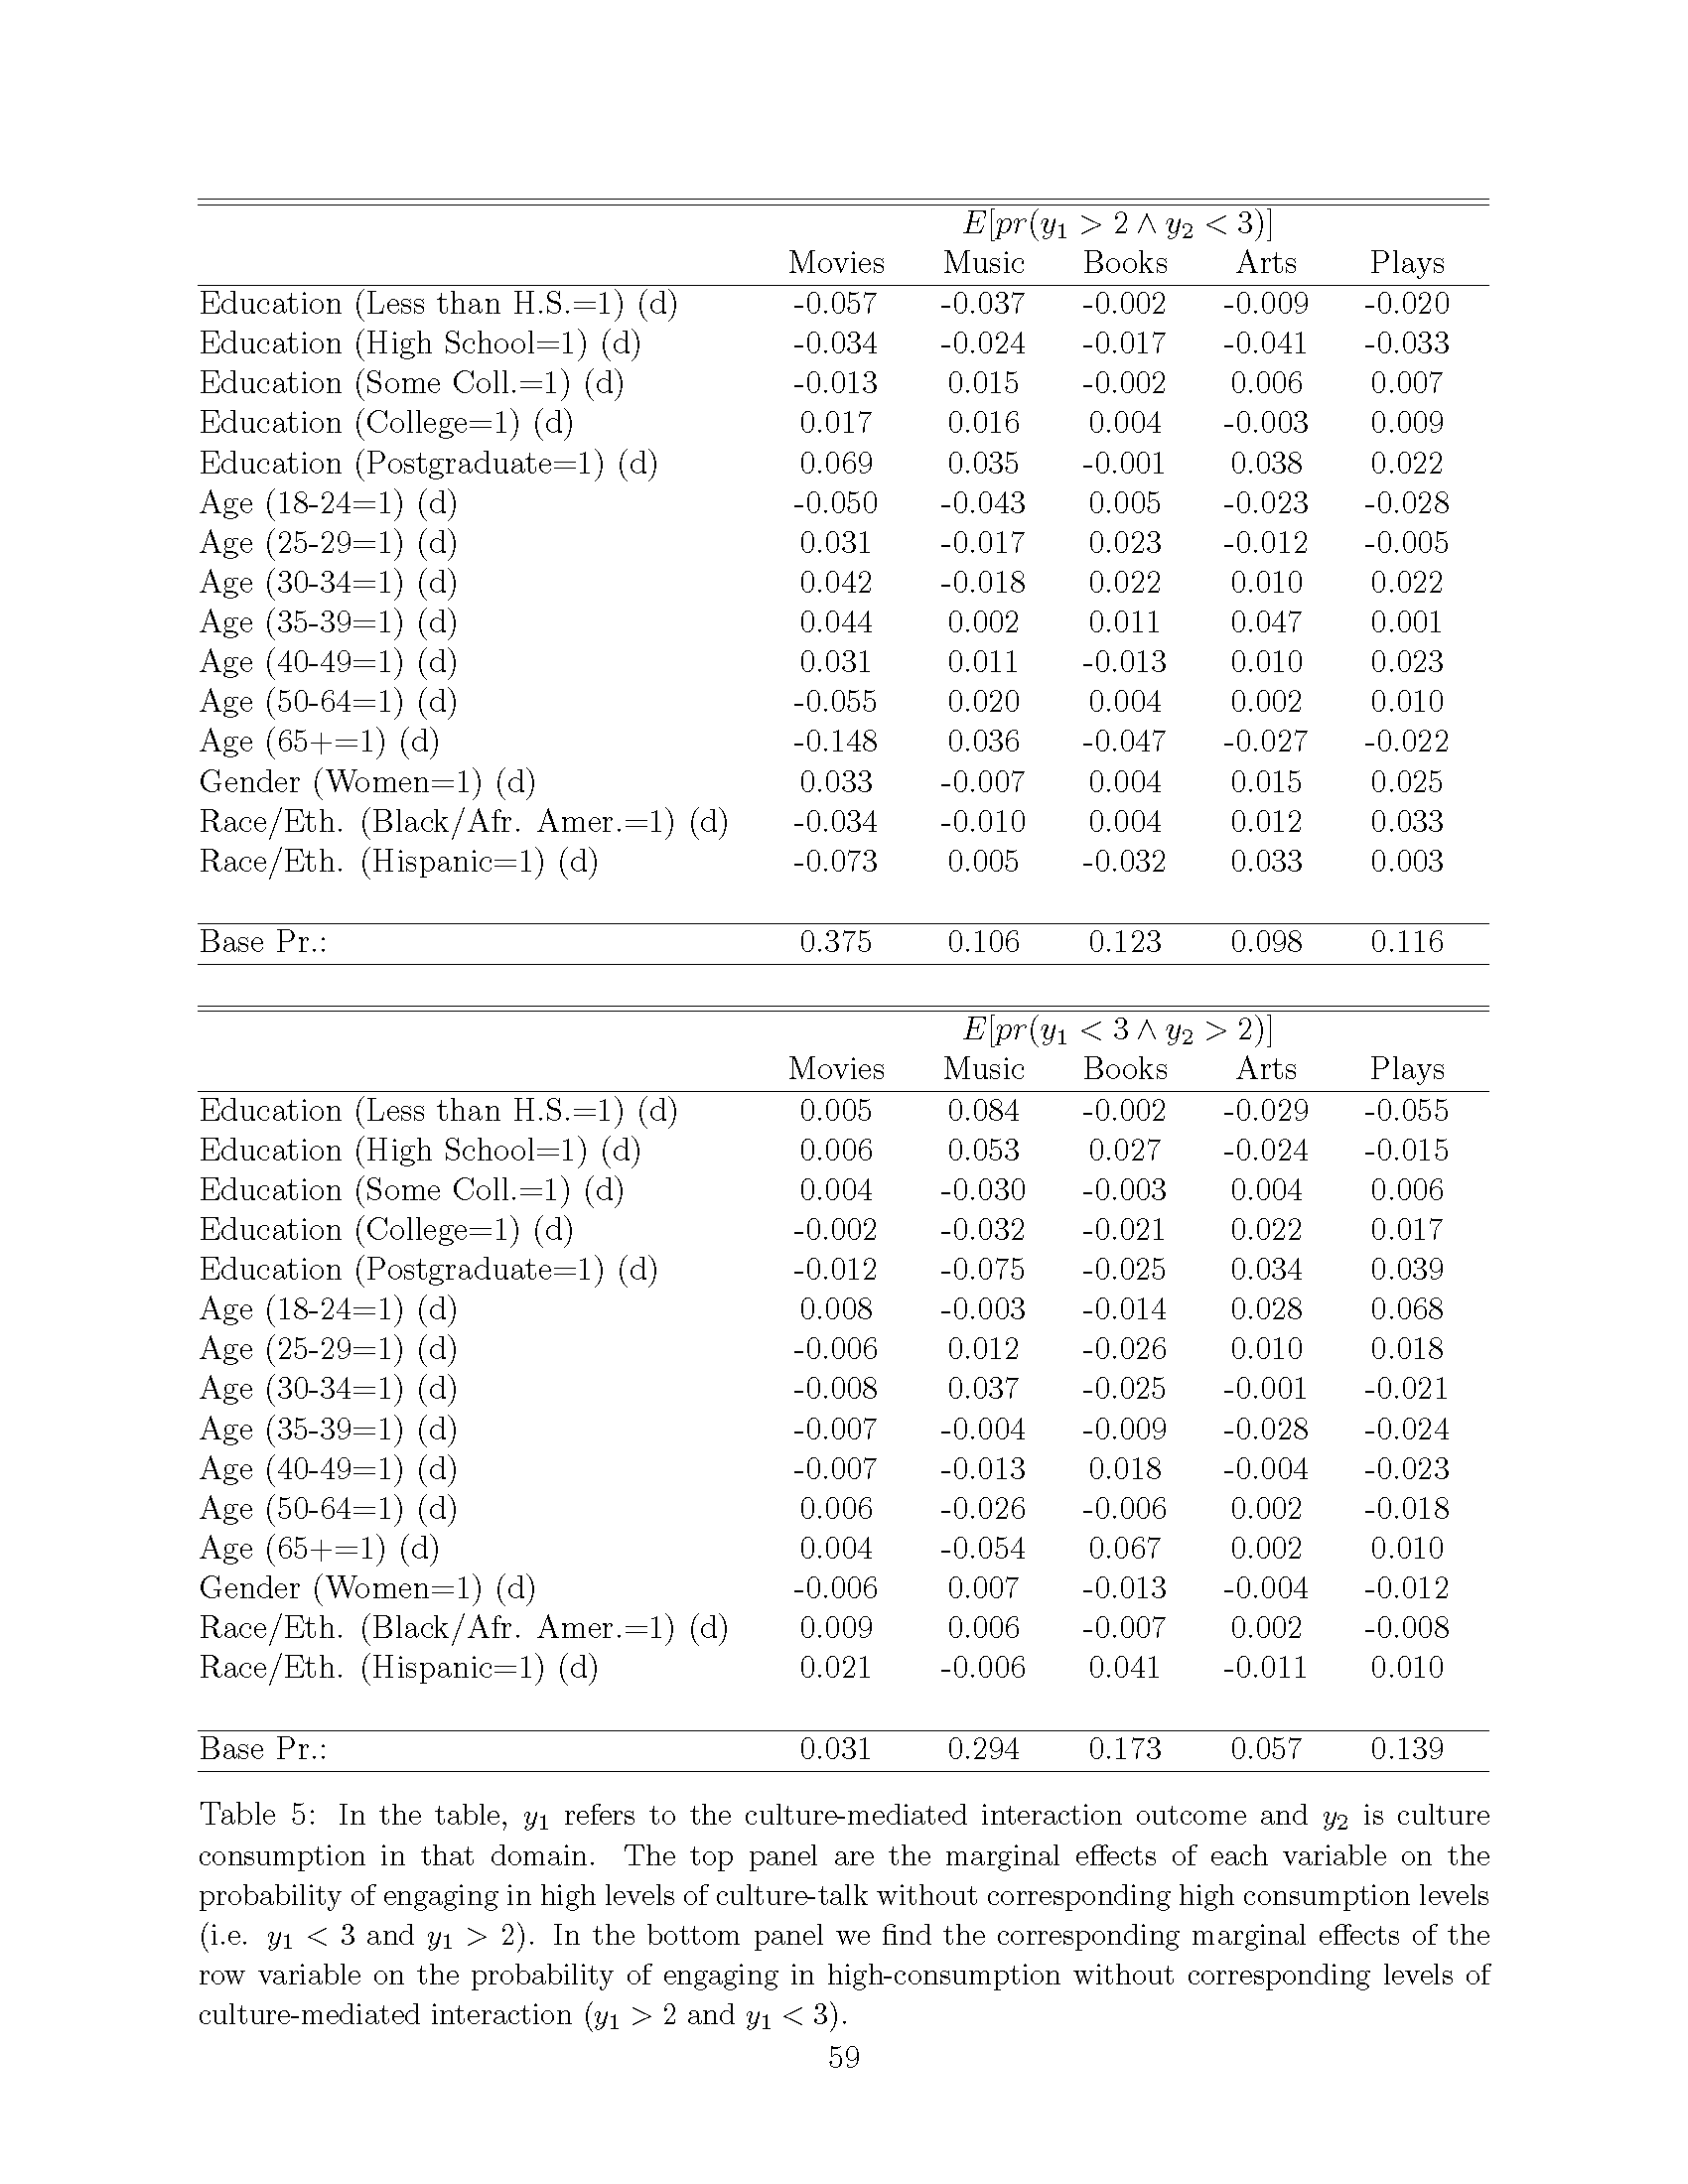 E[pr(y₁ > 2 ∧ y₂ < 3)]
Movies Music Books Arts Plays
Education (Less than H.S.=1) (d) -0.057 -0.037 -0.002 -0.009 -0.020
Education (High School=1) (d) -0.034 -0.024 -0.017 -0.041 -0.033
Education (Some Coll.=1) (d) -0.013 0.015 -0.002 0.006 0.007
Education (College=1) (d) 0.017 0.016 0.004 -0.003 0.009
Education (Postgraduate=1) (d) 0.069 0.035 -0.001 0.038 0.022
Age (18-24=1) (d) -0.050 -0.043 0.005 -0.023 -0.028
Age (25-29=1) (d) 0.031 -0.017 0.023 -0.012 -0.005
Age (30-34=1) (d) 0.042 -0.018 0.022 0.010 0.022
Age (35-39=1) (d) 0.044 0.002 0.011 0.047 0.001
Age (40-49=1) (d) 0.031 0.011 -0.013 0.010 0.023
Age (50-64=1) (d) -0.055 0.020 0.004 0.002 0.010
Age (65+=1) (d) -0.148 0.036 -0.047 -0.027 -0.022
Gender (Women=1) (d) 0.033 -0.007 0.004 0.015 0.025
Race/Eth. (Black/Afr. Amer.=1) (d) -0.034 -0.010 0.004 0.012 0.033
Race/Eth. (Hispanic=1) (d) -0.073 0.005 -0.032 0.033 0.003
Base Pr.: 0.375 0.106 0.123 0.098 0.116
E[pr(y₁ < 3 ∧ y₂ > 2)]
Movies Music Books Arts Plays
Education (Less than H.S.=1) (d) 0.005 0.084 -0.002 -0.029 -0.055
Education (High School=1) (d) 0.006 0.053 0.027 -0.024 -0.015
Education (Some Coll.=1) (d) 0.004 -0.030 -0.003 0.004 0.006
Education (College=1) (d) -0.002 -0.032 -0.021 0.022 0.017
Education (Postgraduate=1) (d) -0.012 -0.075 -0.025 0.034 0.039
Age (18-24=1) (d) 0.008 -0.003 -0.014 0.028 0.068
Age (25-29=1) (d) -0.006 0.012 -0.026 0.010 0.018
Age (30-34=1) (d) -0.008 0.037 -0.025 -0.001 -0.021
Age (35-39=1) (d) -0.007 -0.004 -0.009 -0.028 -0.024
Age (40-49=1) (d) -0.007 -0.013 0.018 -0.004 -0.023
Age (50-64=1) (d) 0.006 -0.026 -0.006 0.002 -0.018
Age (65+=1) (d) 0.004 -0.054 0.067 0.002 0.010
Gender (Women=1) (d) -0.006 0.007 -0.013 -0.004 -0.012
Race/Eth. (Black/Afr. Amer.=1) (d) 0.009 0.006 -0.007 0.002 -0.008
Race/Eth. (Hispanic=1) (d) 0.021 -0.006 0.041 -0.011 0.010
Base Pr.: 0.031 0.294 0.173 0.057 0.139
Table 5: In the table, y₁ refers to the culture-mediated interaction outcome and y₂ is culture
consumption in that domain. The top panel are the marginal effects of each variable on the
probability of engaging in high levels of culture-talk without corresponding high consumption levels
(i.e. y₁ < 3 and y₁ > 2). In the bottom panel we find the corresponding marginal effects of the
row variable on the probability of engaging in high-consumption without corresponding levels of
culture-mediated interaction (y₁ > 2 and y₁ < 3).
59